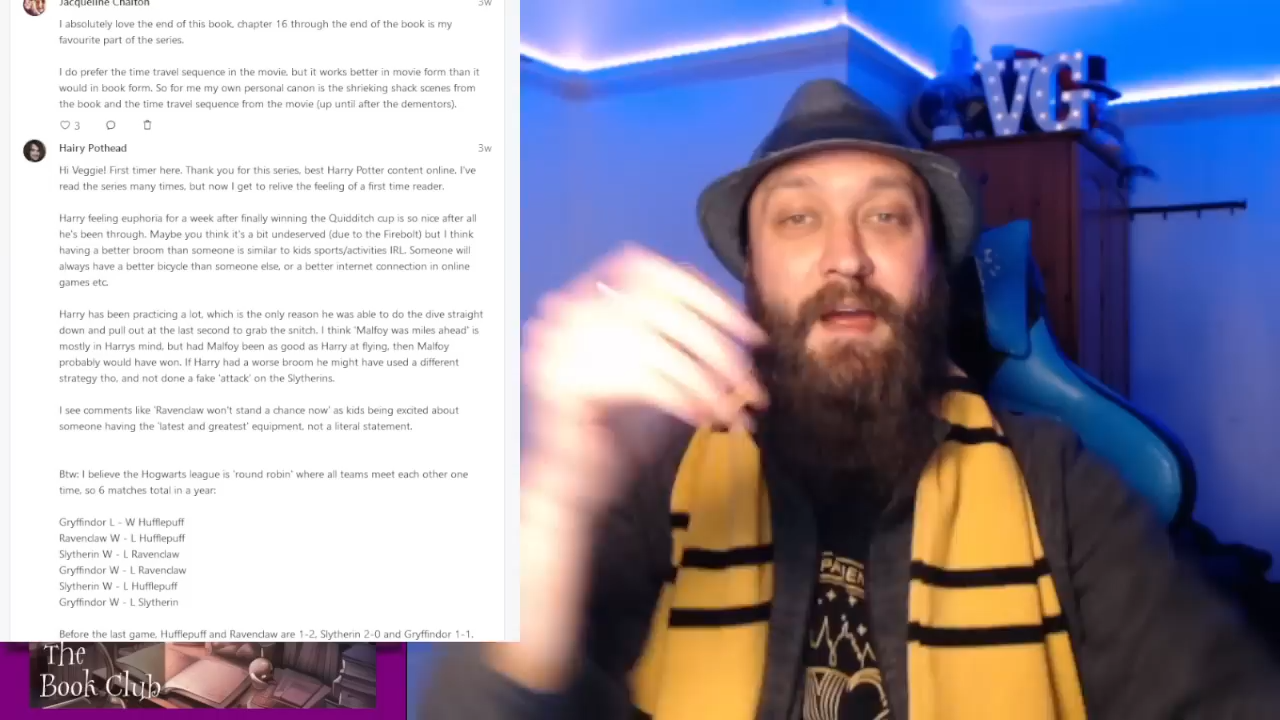 Jacqueline Chalton
3w
I absolutely love the end of this book, chapter 16 through the end of the book is my
favourite part of the series.
I do prefer the time travel sequence in the movie, but it works better in movie form than it
would in book form. So for me my own personal canon is the shrieking shack scenes from
the book and the time travel sequence from the movie (up until after the dementors).
3
Hairy Pothead
3w
Hi Veggie! First timer here. Thank you for this series, best Harry Potter content online. I've
read the series many times, but now I get to relive the feeling of a first time reader.
Harry feeling euphoria for a week after finally winning the Quidditch cup is so nice after all
he's been through. Maybe you think it's a bit undeserved (due to the Firebolt) but I think
having a better broom than someone is similar to kids sports/activities IRL. Someone will
always have a better bicycle than someone else, or a better internet connection in online
games etc.
Harry has been practicing a lot, which is the only reason he was able to do the dive straight
down and pull out at the last second to grab the snitch. I think 'Malfoy was miles ahead' is
mostly in Harrys mind, but had Malfoy been as good as Harry at flying, then Malfoy
probably would have won. If Harry had a worse broom he might have used a different
strategy tho, and not done a fake 'attack' on the Slytherins.
I see comments like 'Ravenclaw won't stand a chance now' as kids being excited about
someone having the 'latest and greatest' equipment, not a literal statement.
Btw: I believe the Hogwarts league is 'round robin' where all teams meet each other one
time, so 6 matches total in a year:
Gryffindor L - W Hufflepuff
Ravenclaw W - L Hufflepuff
Slytherin W - L Ravenclaw
Gryffindor W - L Ravenclaw
Slytherin W - L Hufflepuff
Gryffindor W - L Slytherin
Before the last game, Hufflepuff and Ravenclaw are 1-2, Slytherin 2-0 and Gryffindor 1-1.
The
Book Club
VG